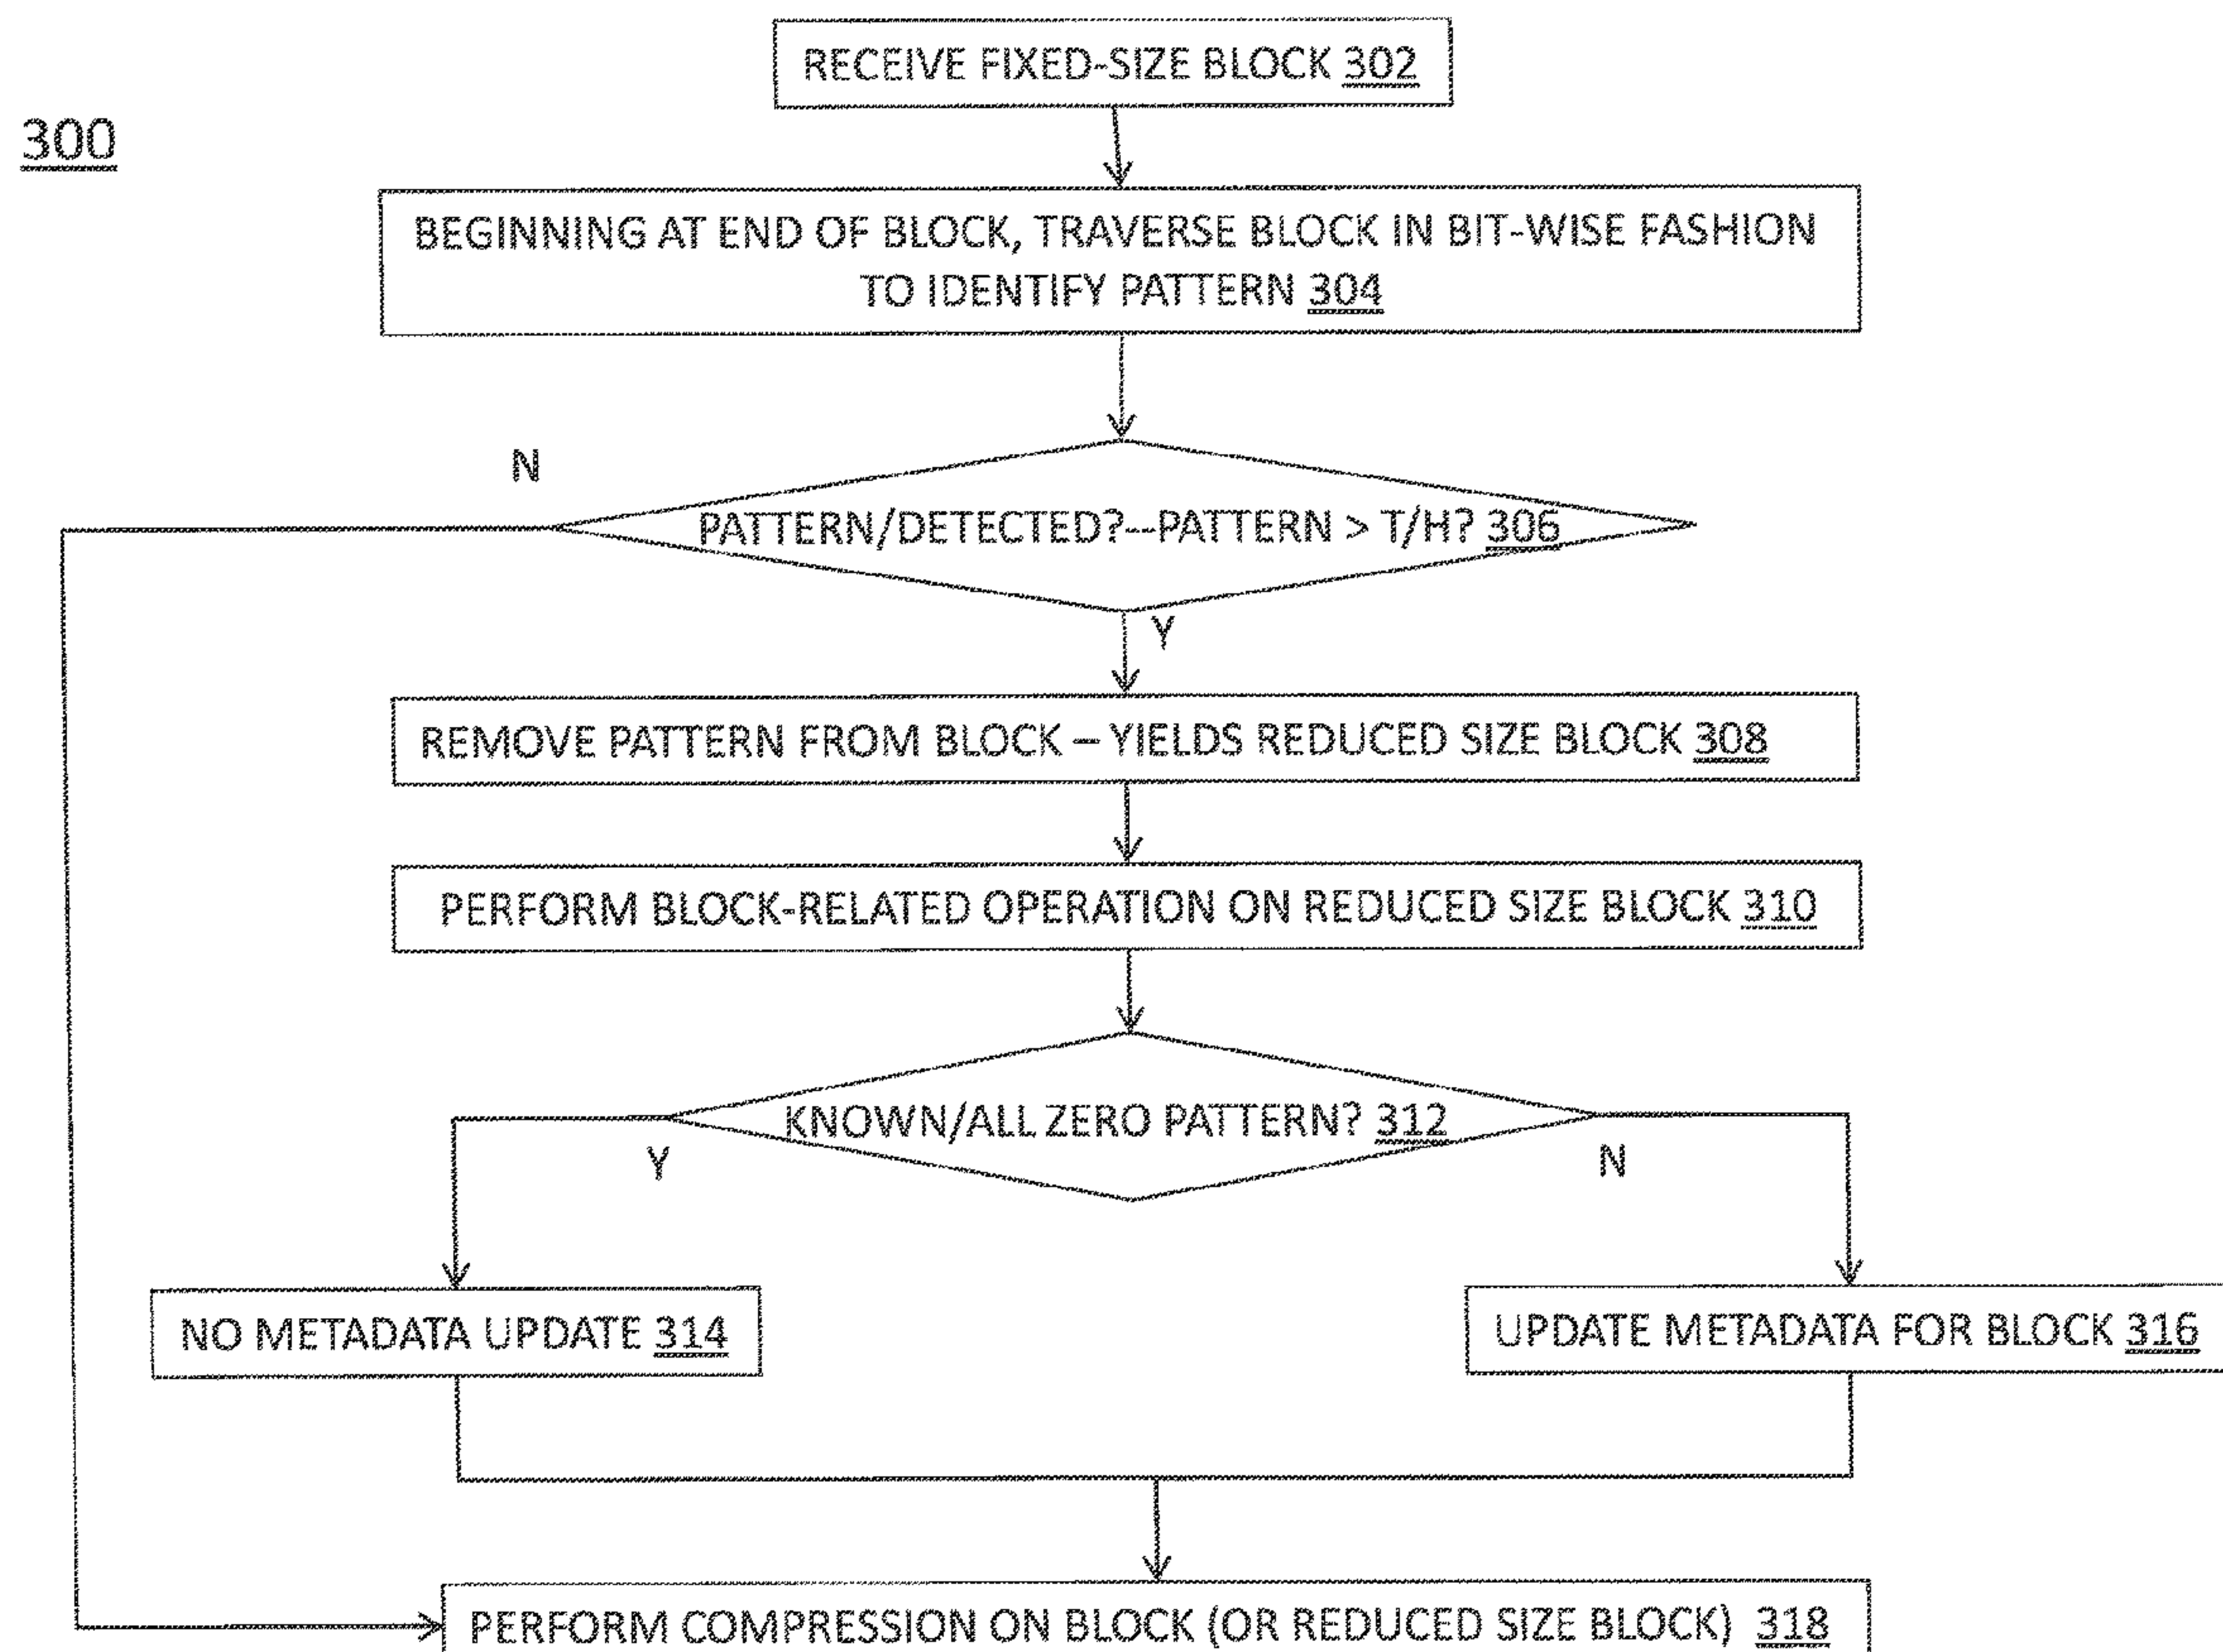 RECEIVE FIXED-SIZE BLOCK 302
300
BEGINNING AT END OF BLOCK, TRAVERSE BLOCK IN BIT-WISE FASHION
TO IDENTIFY PATTERN 304
N
PATTERN/DETECTED?--PATTERN > T/H? 306
Y
REMOVE PATTERN FROM BLOCK – YIELDS REDUCED SIZE BLOCK 308
PERFORM BLOCK-RELATED OPERATION ON REDUCED SIZE BLOCK 310
KNOWN/ALL ZERO PATTERN? 312
Y
N
NO METADATA UPDATE 314
UPDATE METADATA FOR BLOCK 316
PERFORM COMPRESSION ON BLOCK (OR REDUCED SIZE BLOCK) 318